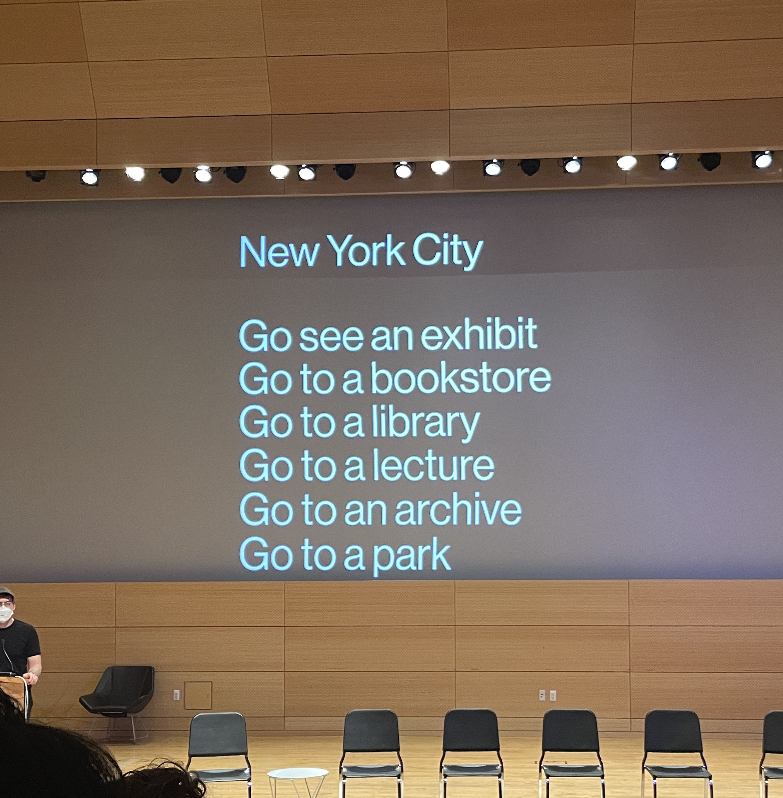 New York City
Go see an exhibit
Go to a bookstore
Go to a library
Go to a lecture
Go to an archive
Go to a park